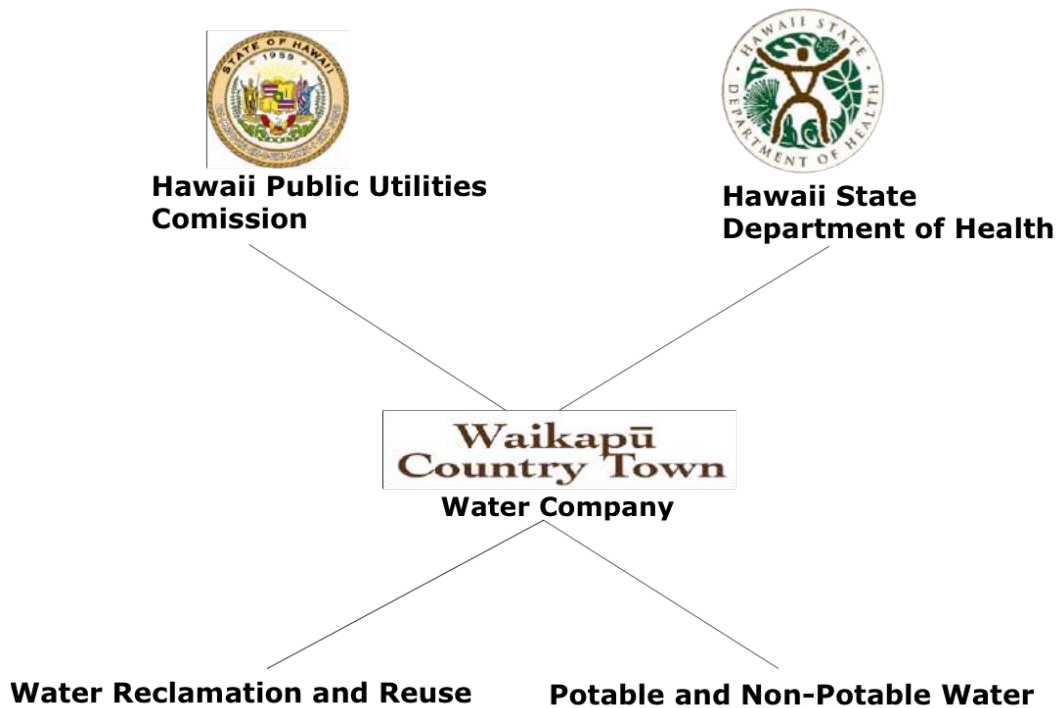 STATE OF HAWAII
1959
Hawaii Public Utilities
Comission
HAWAII STATE
DEPARTMENT OF HEALTH
Hawaii State
Department of Health
Waikapū
Country Town
Water Company
Water Reclamation and Reuse
Potable and Non-Potable Water